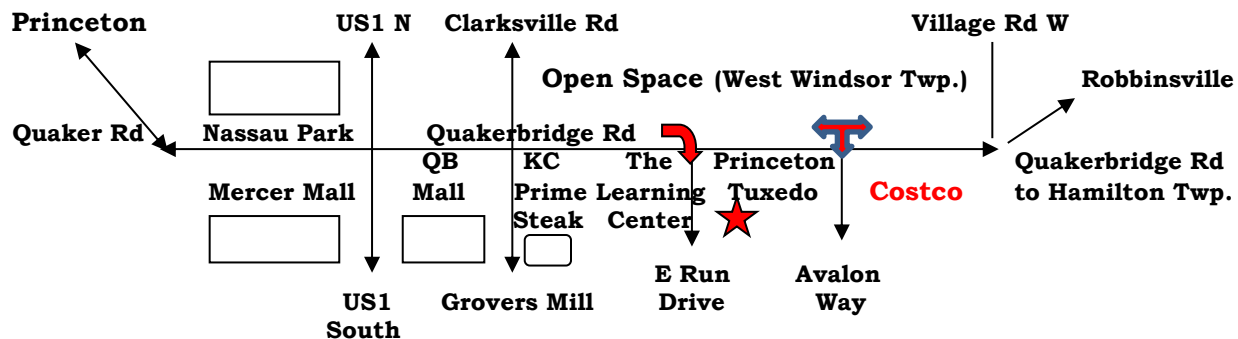 Princeton
US1 N
Clarksville Rd
Village Rd W
Open Space (West Windsor Twp.)
Robbinsville
Quaker Rd
Nassau Park
Quakerbridge Rd
QB
Mall
KC
Prime
Steak
The
Learning
Center
Princeton
Tuxedo
Costco
Quakerbridge Rd
to Hamilton Twp.
Mercer Mall
E Run
Drive
Avalon
Way
US1
South
Grovers Mill